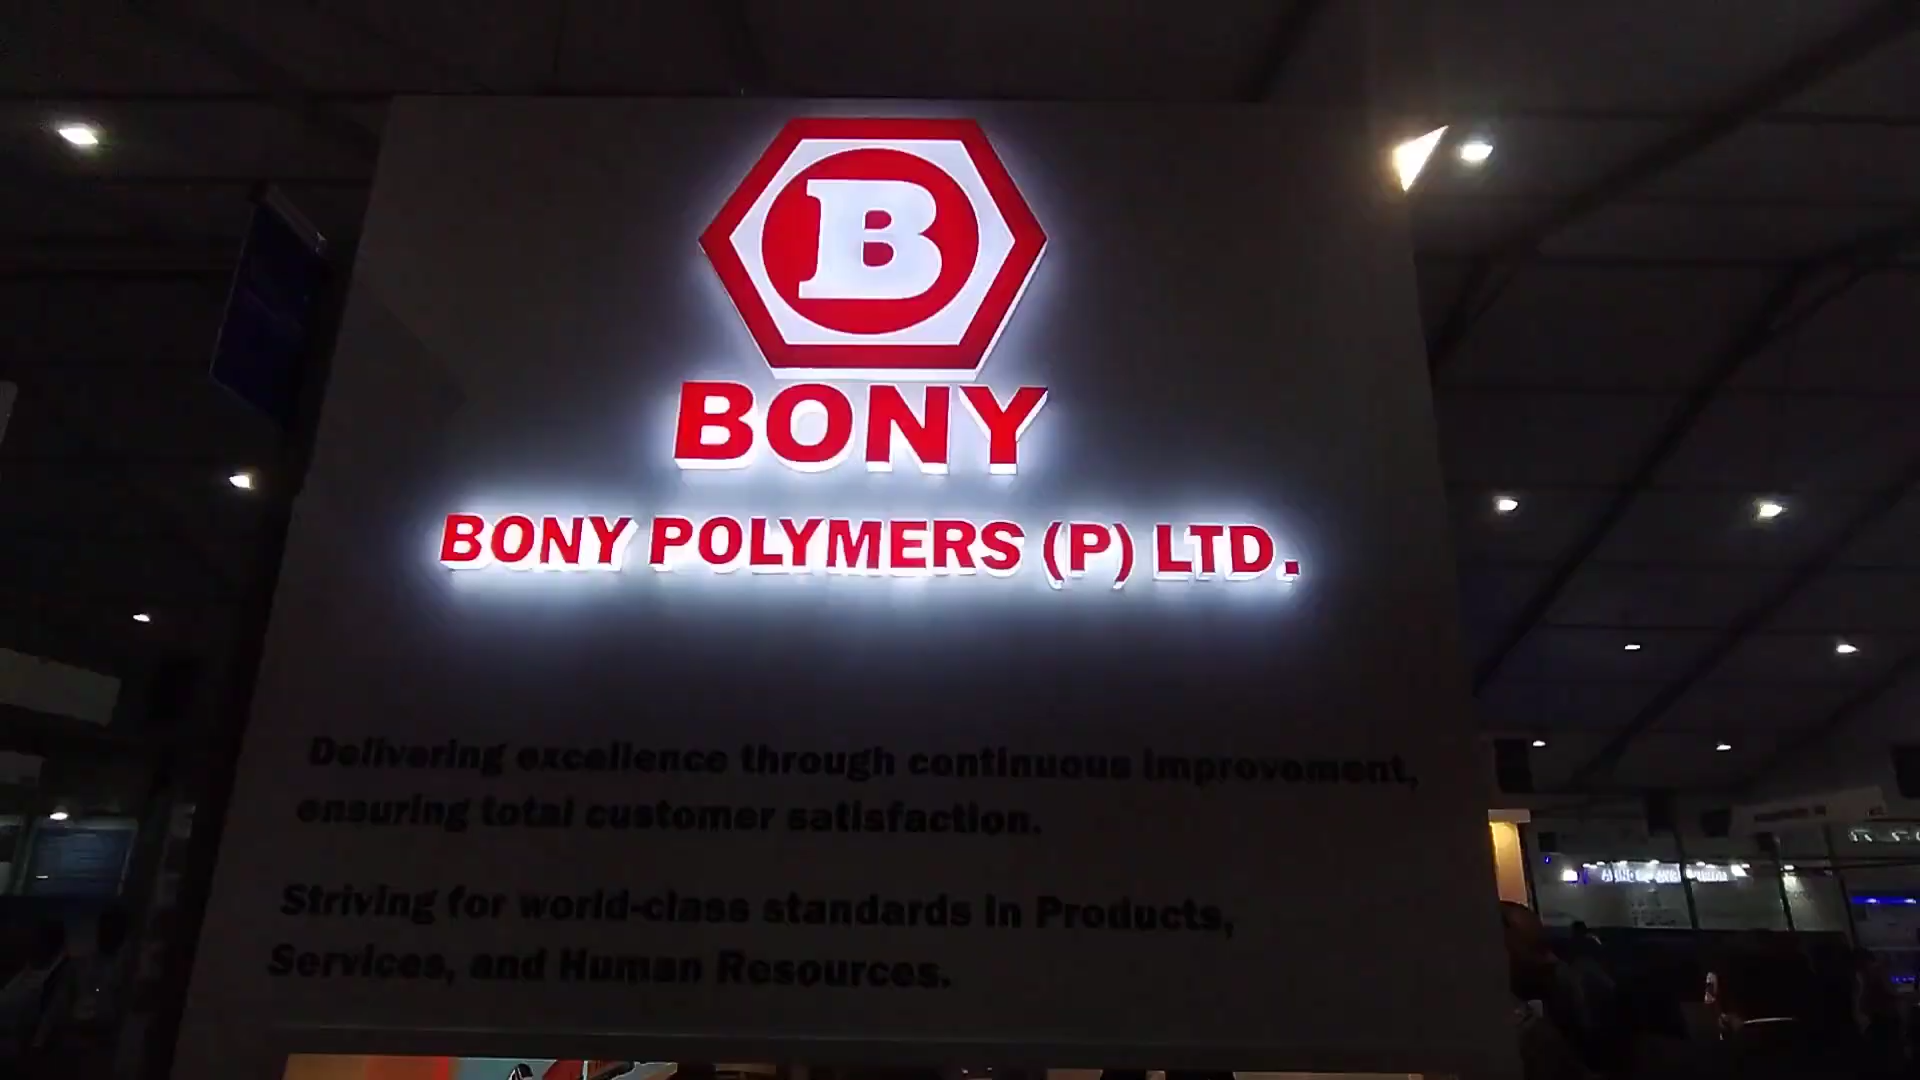 B
BONY
BONY POLYMERS (P) LTD.
Delivering excellence through continuous improvement,
ensuring total customer satisfaction.
Striving for world-class standards in Products,
Services, and Human Resources.